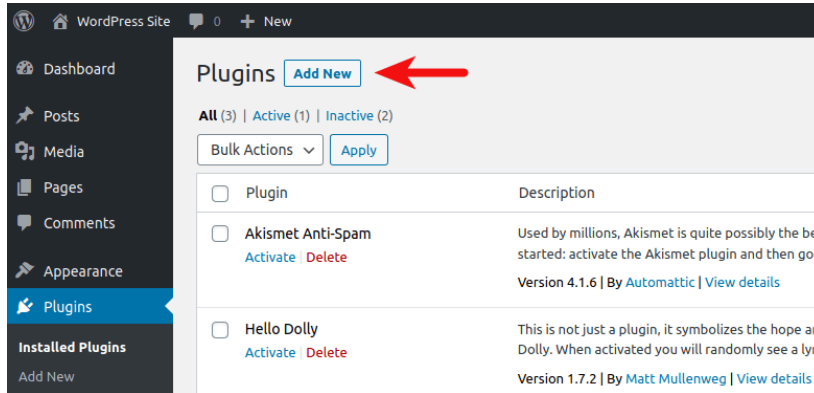 WordPress Site 0 + New
Dashboard
Posts
Media
Pages
Comments
Appearance
Plugins
Installed Plugins
Add New
Plugins Add New
All (3) | Active (1) | Inactive (2)
Bulk Actions Apply
Plugin Description
Akismet Anti-Spam
Activate | Delete
Used by millions, Akismet is quite possibly the be
started: activate the Akismet plugin and then go
Version 4.1.6 | By Automattic | View details
Hello Dolly
Activate | Delete
This is not just a plugin, it symbolizes the hope a
Dolly. When activated you will randomly see a ly
Version 1.7.2 | By Matt Mullenweg | View details